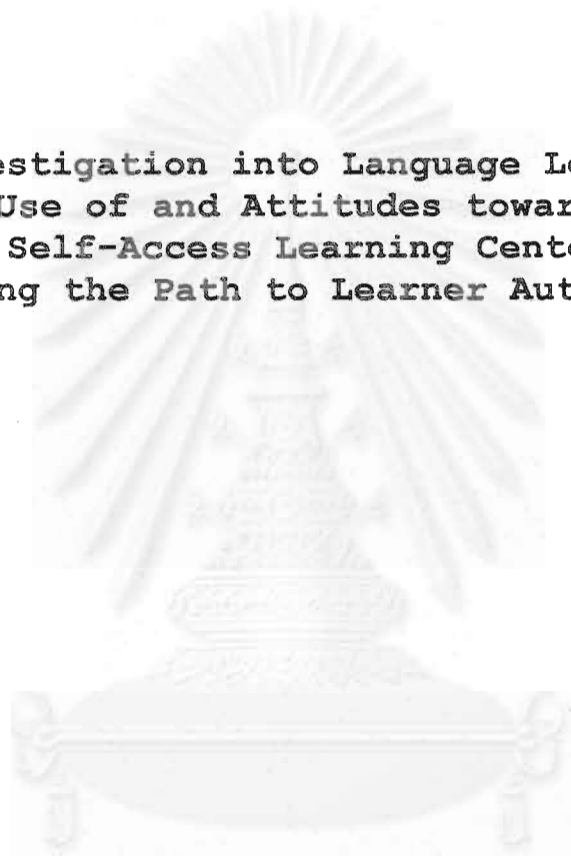 estigation into Language Le
Use of and Attitudes towar
Self-Access Learning Cent
ng the Path to Learner Aut